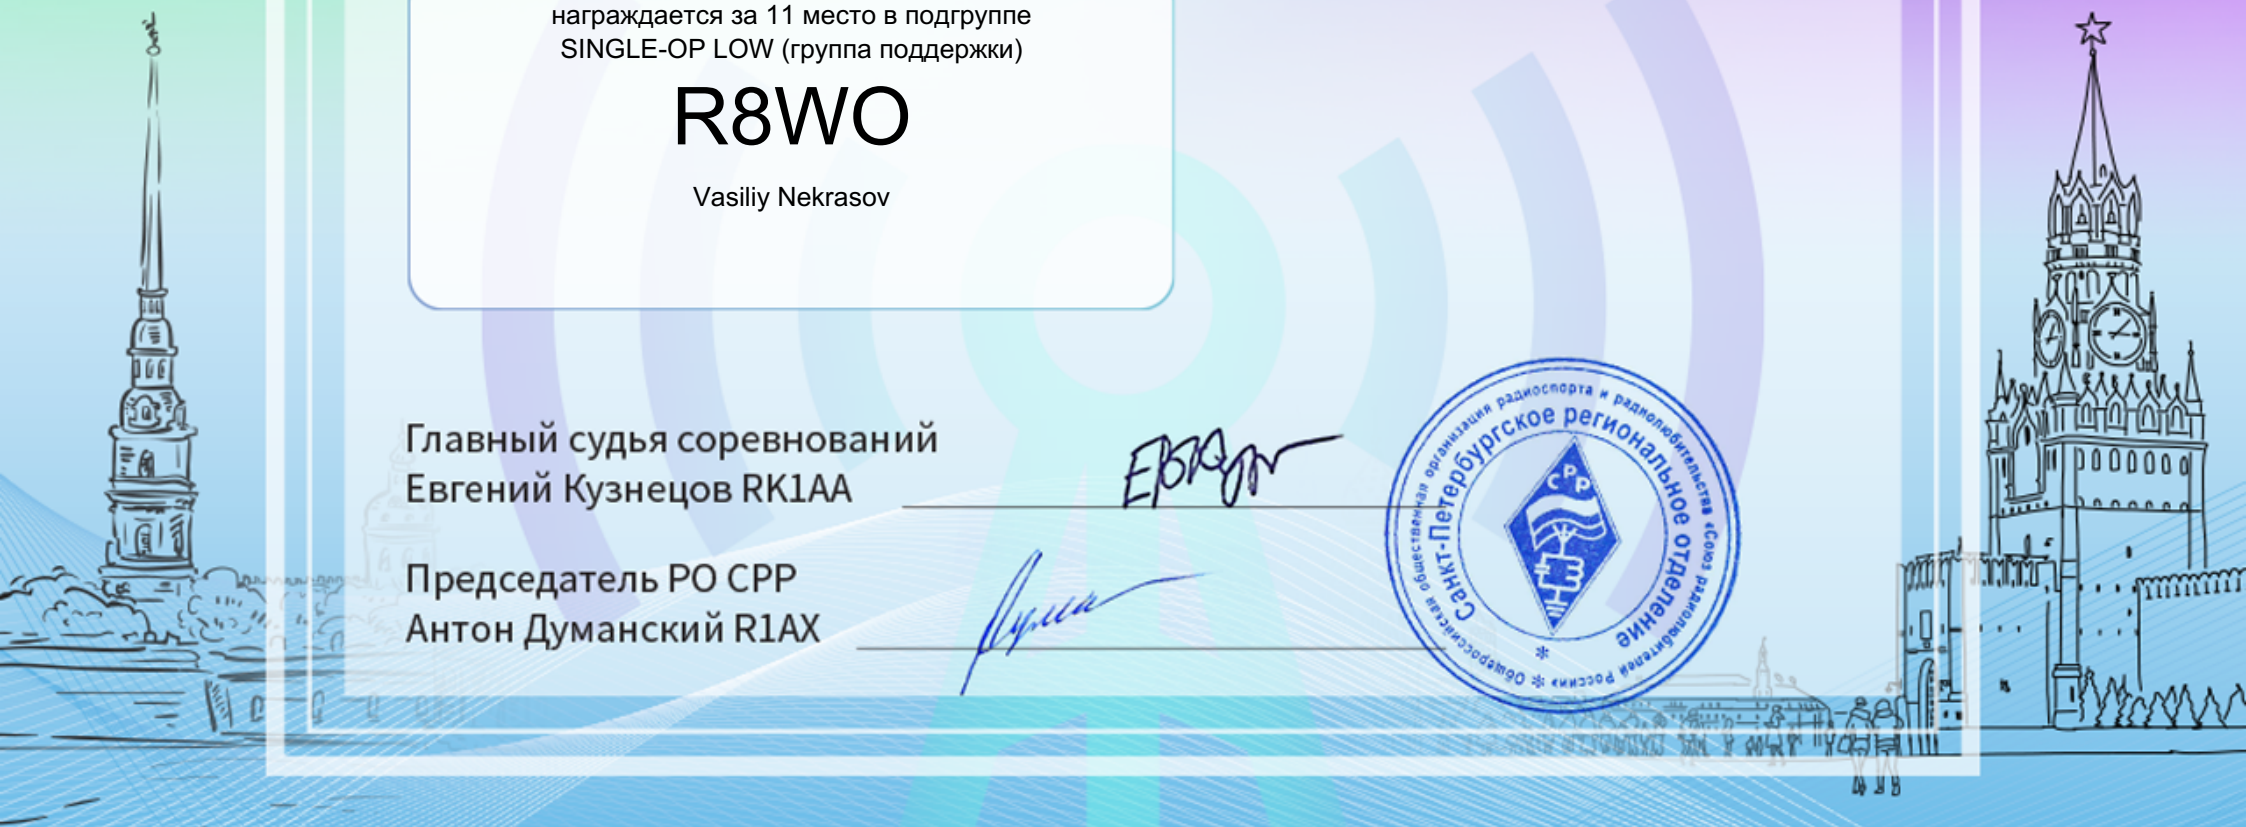 награждается за 11 место в подгруппе
SINGLE-OP LOW (группа поддержки)
R8WO
Vasiliy Nekrasov
Главный судья соревнований
Евгений Кузнецов RK1AA
Председатель РО СРР
Антон Думанский R1AX
Общероссийская общественная организация радиоспорта и радиолюбительства «Союз радиолюбителей России»
Санкт-Петербургское региональное отделение
СРР